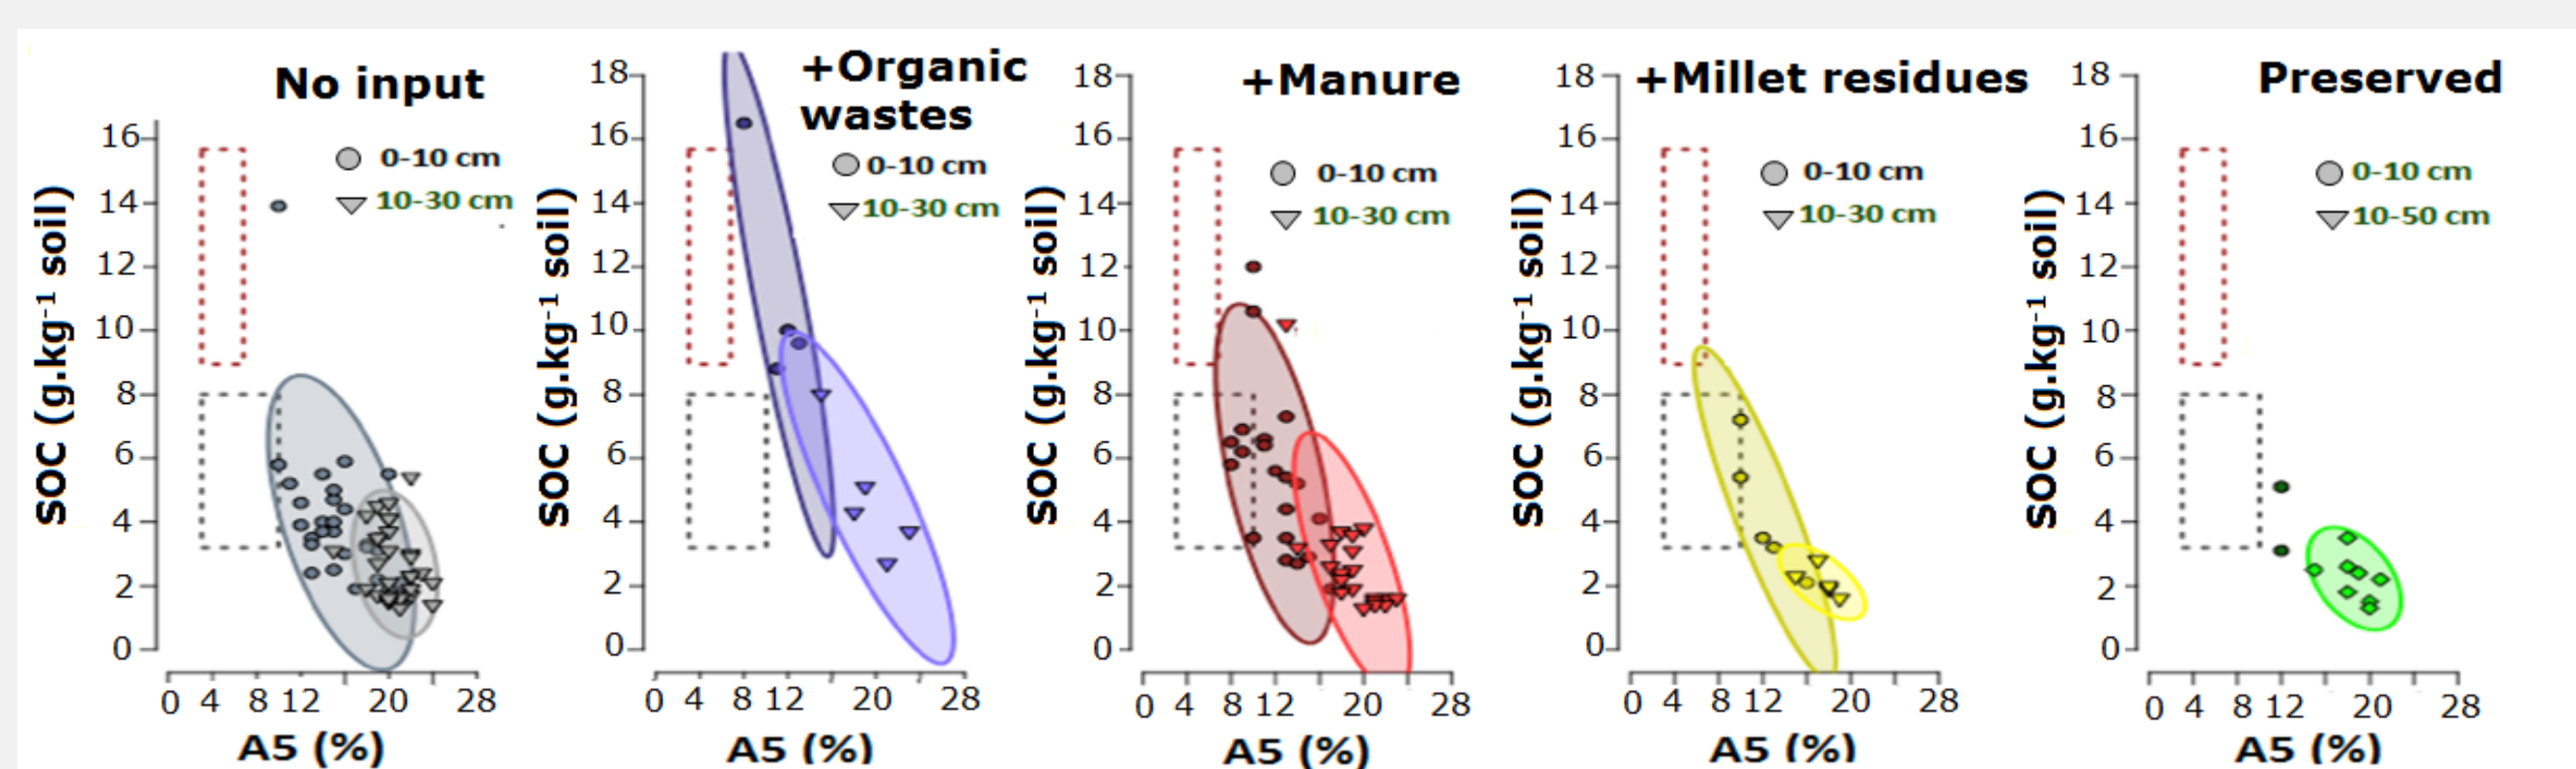 No input
0-10 cm
10-30 cm
SOC (g.kg⁻¹ soil)
16
14
12
10
8
6
4
2
0
0 4 8 12 20 28
A5 (%)
+Organic
wastes
0-10 cm
10-30 cm
SOC (g.kg⁻¹ soil)
18
16
14
12
10
8
6
4
2
0
0 4 8 12 20 28
A5 (%)
+Manure
0-10 cm
10-30 cm
SOC (g.kg⁻¹ soil)
18
16
14
12
10
8
6
4
2
0
0 4 8 12 20 28
A5 (%)
+Millet residues
0-10 cm
10-30 cm
SOC (g.kg⁻¹ soil)
18
16
14
12
10
8
6
4
2
0
0 4 8 12 20 28
A5 (%)
Preserved
0-10 cm
10-50 cm
SOC (g.kg⁻¹ soil)
18
16
14
12
10
8
6
4
2
0
0 4 8 12 20 28
A5 (%)